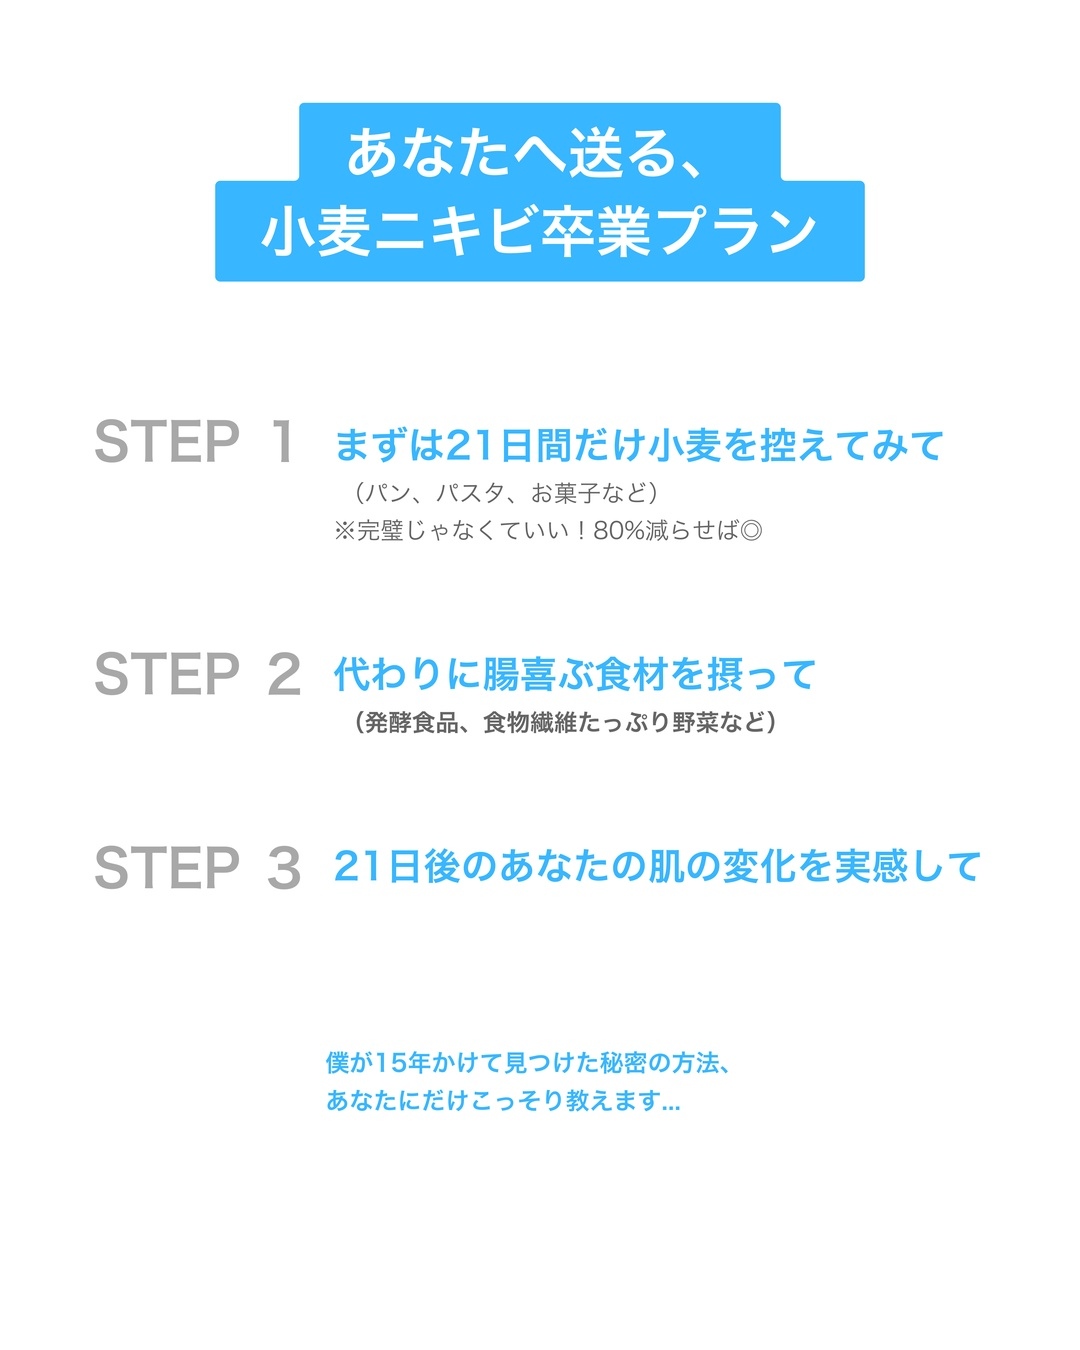 あなたへ送る、
小麦ニキビ卒業プラン
STEP 1 まずは21日間だけ小麦を控えてみて
（パン、パスタ、お菓子など）
※完璧じゃなくていい！80%減らせば◎
STEP 2 代わりに腸喜ぶ食材を摂って
（発酵食品、食物繊維たっぷり野菜など）
STEP 3 21日後のあなたの肌の変化を実感して
僕が15年かけて見つけた秘密の方法、
あなたにだけこっそり教えます...